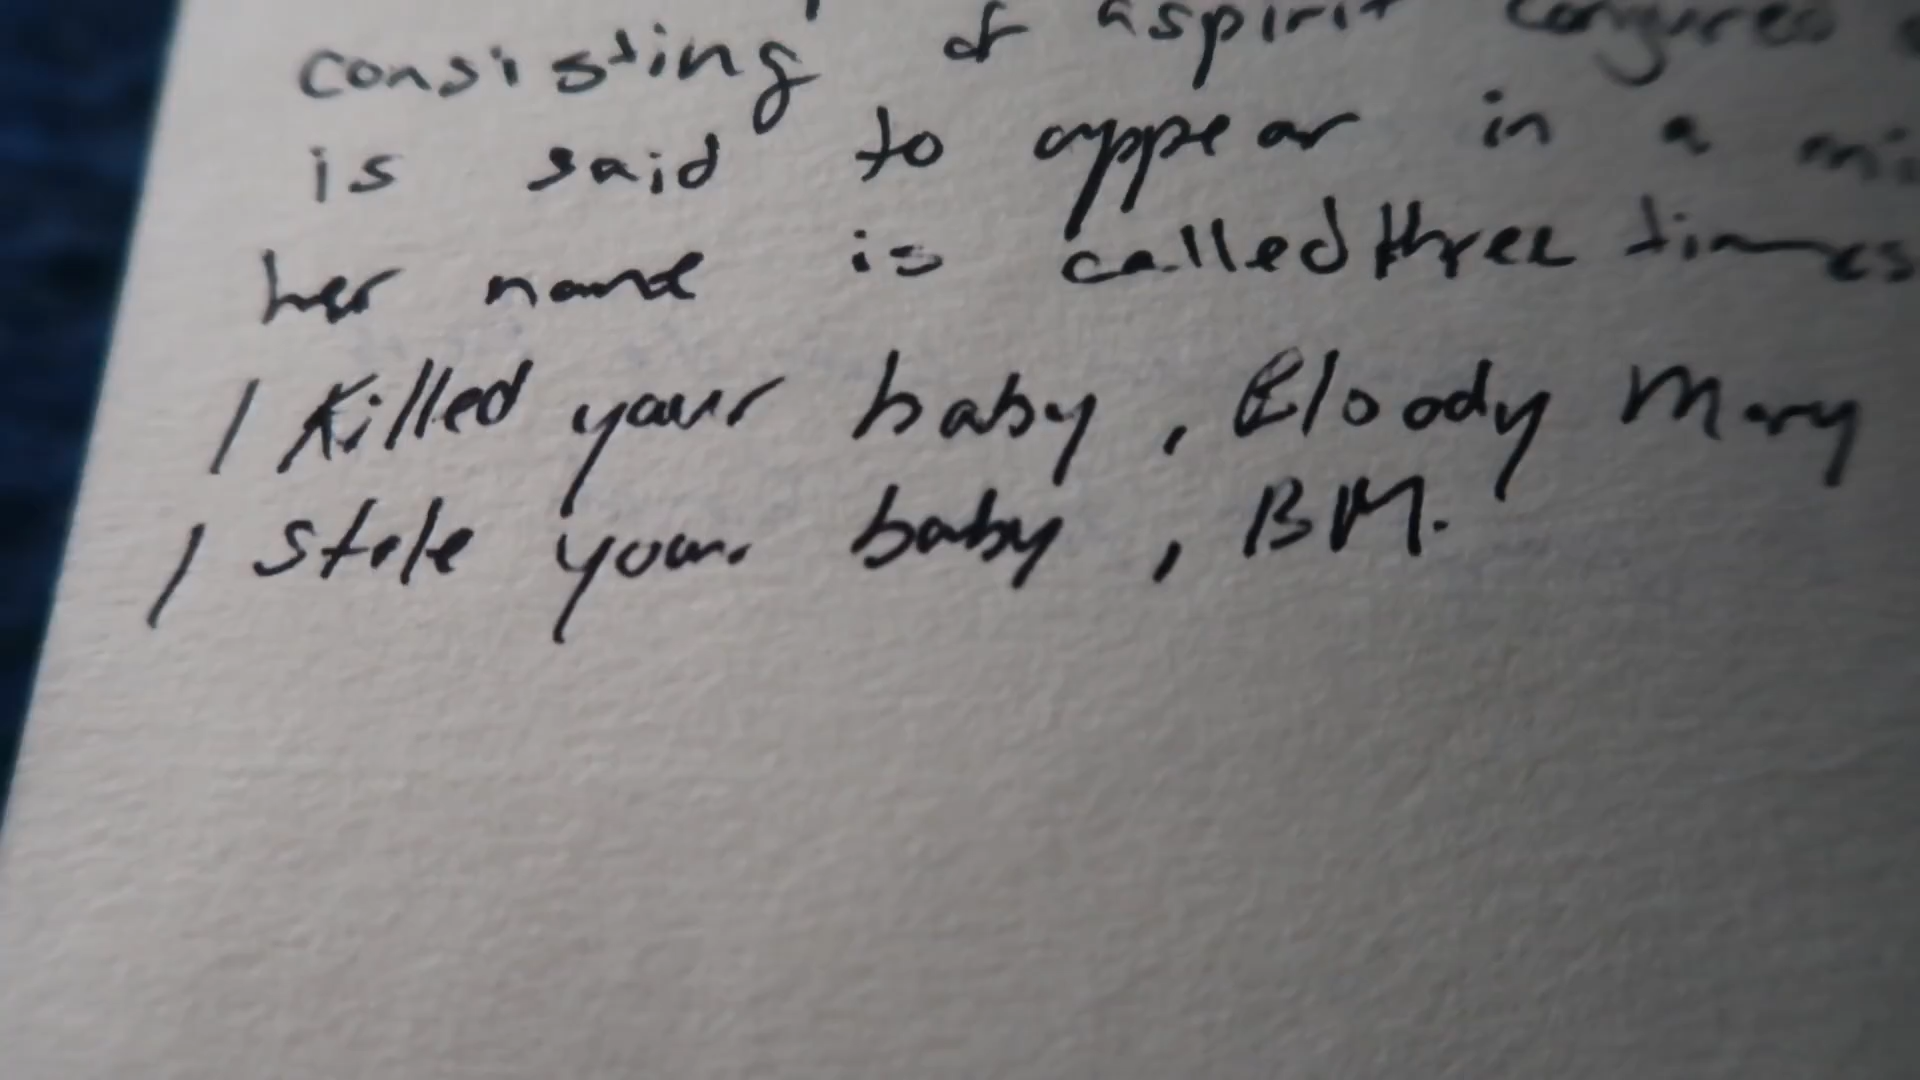 consisting of a spirit conjures
is said to appear in a
her name is called three times
I Killed your baby, Bloody Mary
I stole your baby, BM.